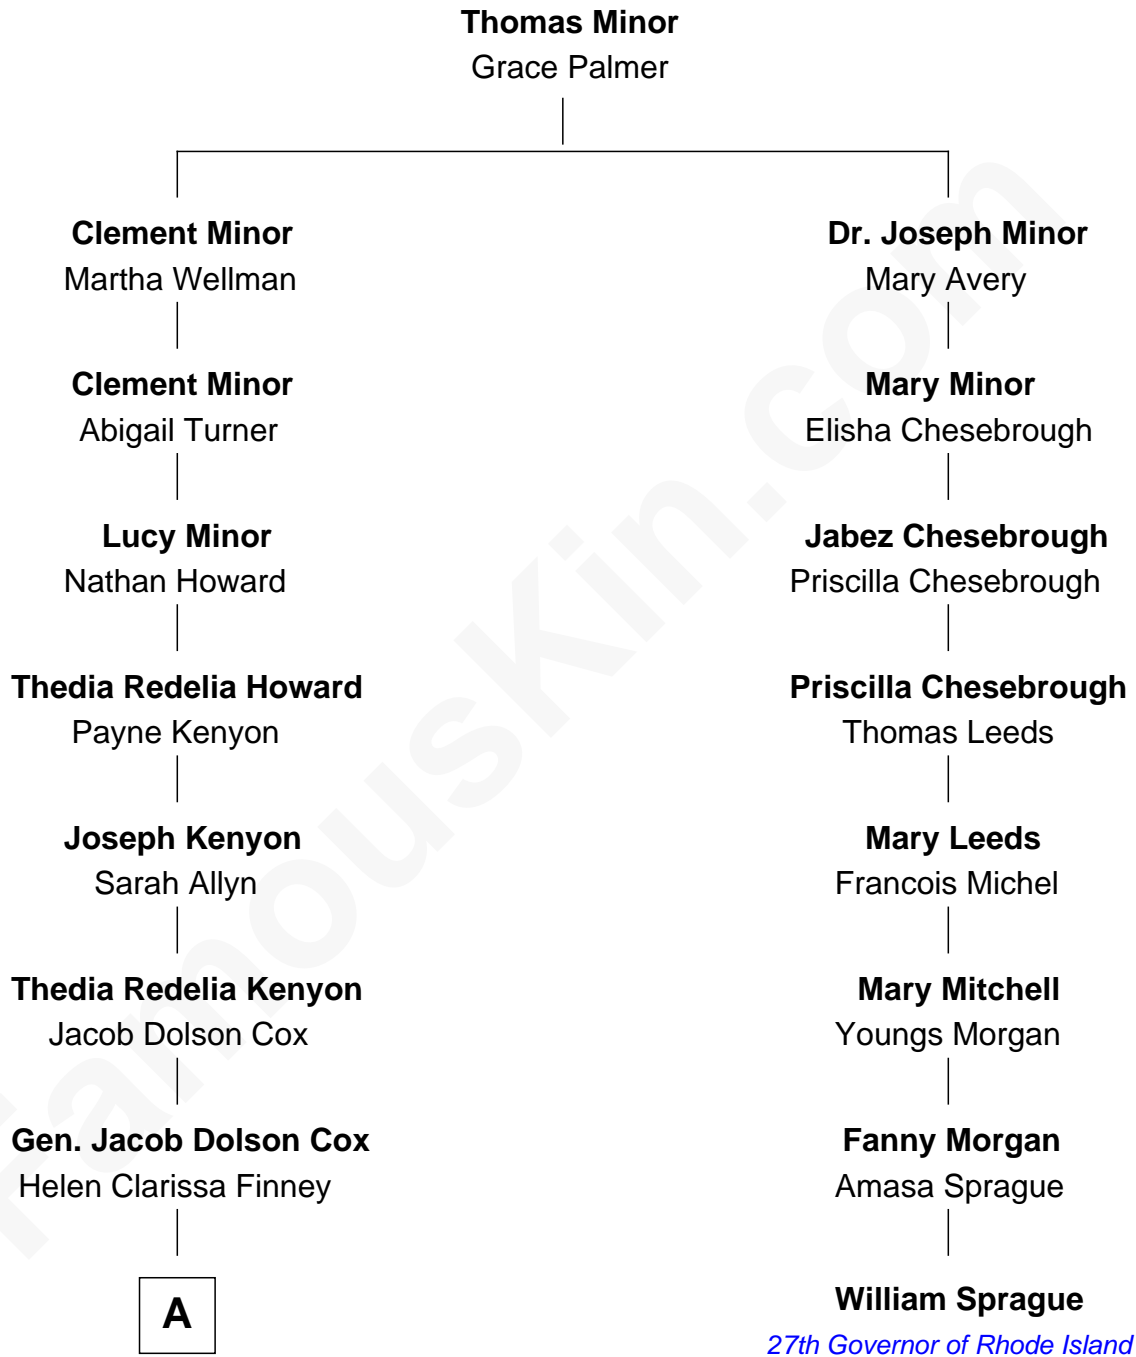 Thomas Minor
Grace Palmer
Clement Minor
Martha Wellman
Dr. Joseph Minor
Mary Avery
Clement Minor
Abigail Turner
Mary Minor
Elisha Chesebrough
Lucy Minor
Nathan Howard
Jabez Chesebrough
Priscilla Chesebrough
Thedia Redelia Howard
Payne Kenyon
Priscilla Chesebrough
Thomas Leeds
Joseph Kenyon
Sarah Allyn
Mary Leeds
Francois Michel
Thedia Redelia Kenyon
Jacob Dolson Cox
Mary Mitchell
Youngs Morgan
Gen. Jacob Dolson Cox
Helen Clarissa Finney
Fanny Morgan
Amasa Sprague
A
William Sprague
27th Governor of Rhode Island
FamousKin.com